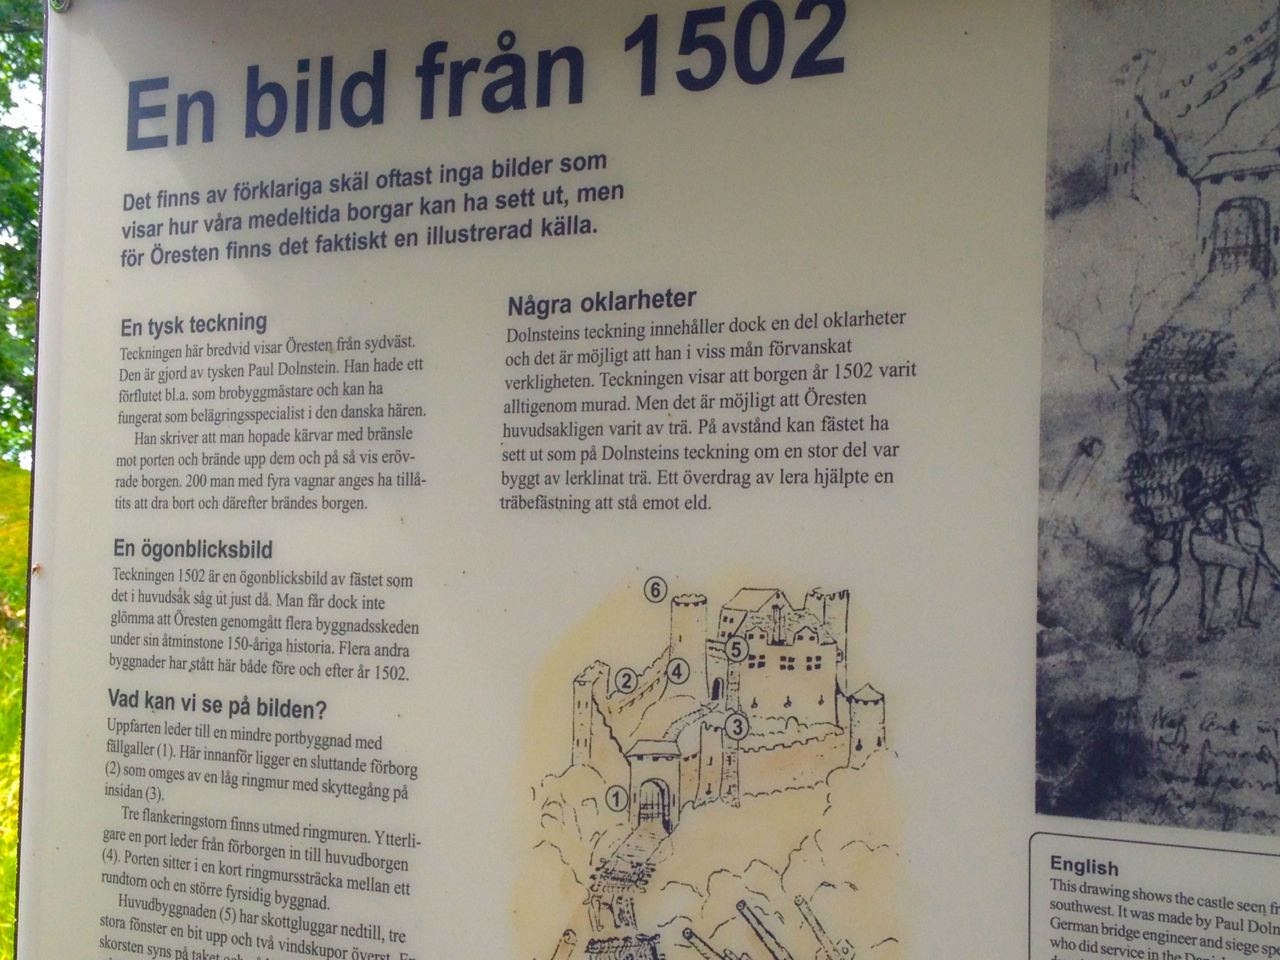 En bild från 1502
Det finns av förklariga skäl oftast inga bilder som
visar hur våra medeltida borgar kan ha sett ut, men
för Öresten finns det faktiskt en illustrerad källa.
En tysk teckning
Teckningen här bredvid visar Öresten från sydväst.
Den är gjord av tysken Paul Dolnstein. Han hade ett
förflutet bl.a. som brobyggmästare och kan ha
fungerat som belägringsspecialist i den danska hären.
Han skriver att man hopade kärvar med bränsle
mot porten och brände upp dem och på så vis eröv-
rade borgen. 200 man med fyra vagnar anges ha tillå-
tits att dra bort och därefter brändes borgen.
En ögonblicksbild
Teckningen 1502 är en ögonblicksbild av fästet som
det i huvudsak såg ut just då. Man får dock inte
glömma att Öresten genomgått flera byggnadsskeden
under sin åtminstone 150-åriga historia. Flera andra
byggnader har stått här både före och efter år 1502.
Vad kan vi se på bilden?
Uppfarten leder till en mindre portbyggnad med
fällgaller (1). Här innanför ligger en sluttande förborg
(2) som omges av en låg ringmur med skyttegång på
insidan (3).
Tre flankeringstorn finns utmed ringmuren. Ytterli-
gare en port leder från förborgen in till huvudborgen
(4). Porten sitter i en kort ringmurssträcka mellan ett
rundtorn och en större fyrsidig byggnad.
Huvudbyggnaden (5) har skottgluggar nedtill, tre
stora fönster en bit upp och två vindskupor överst. En
skorsten syns på taket och
Några oklarheter
Dolnsteins teckning innehåller dock en del oklarheter
och det är möjligt att han i viss mån förvanskat
verkligheten. Teckningen visar att borgen år 1502 varit
alltigenom murad. Men det är möjligt att Öresten
huvudsakligen varit av trä. På avstånd kan fästet ha
sett ut som på Dolnsteins teckning om en stor del var
byggt av lerklinat trä. Ett överdrag av lera hjälpte en
träbefästning att stå emot eld.
6
5
2
4
3
1
English
This drawing shows the castle seen
southwest. It was made by Paul
German bridge engineer and siege
who did service in the